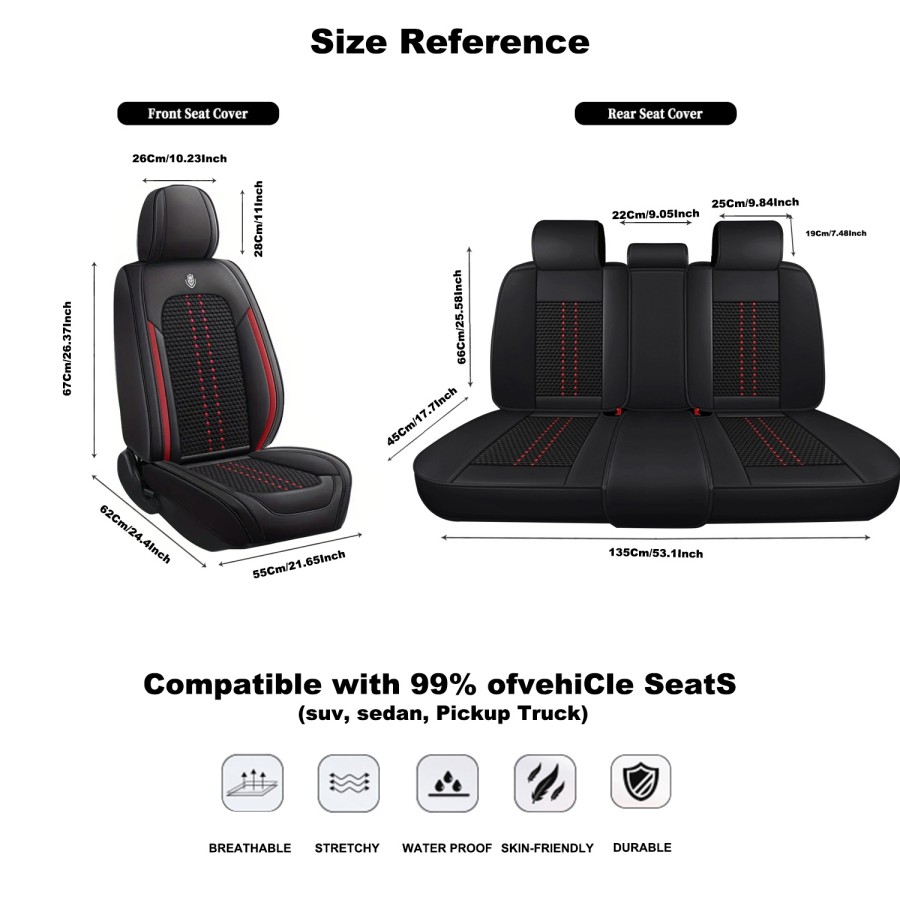 Size Reference
Front Seat Cover
Rear Seat Cover
26Cm/10.23Inch
28Cm/11Inch
67Cm/26.37Inch
62Cm/24.4Inch
55Cm/21.65Inch
22Cm/9.05Inch
25Cm/9.84Inch
19Cm/7.48Inch
66Cm/25.58Inch
45Cm/17.7Inch
135Cm/53.1Inch
Compatible with 99% ofvehiCle SeatS
(suv, sedan, Pickup Truck)
BREATHABLE STRETCHY WATER PROOF SKIN-FRIENDLY DURABLE